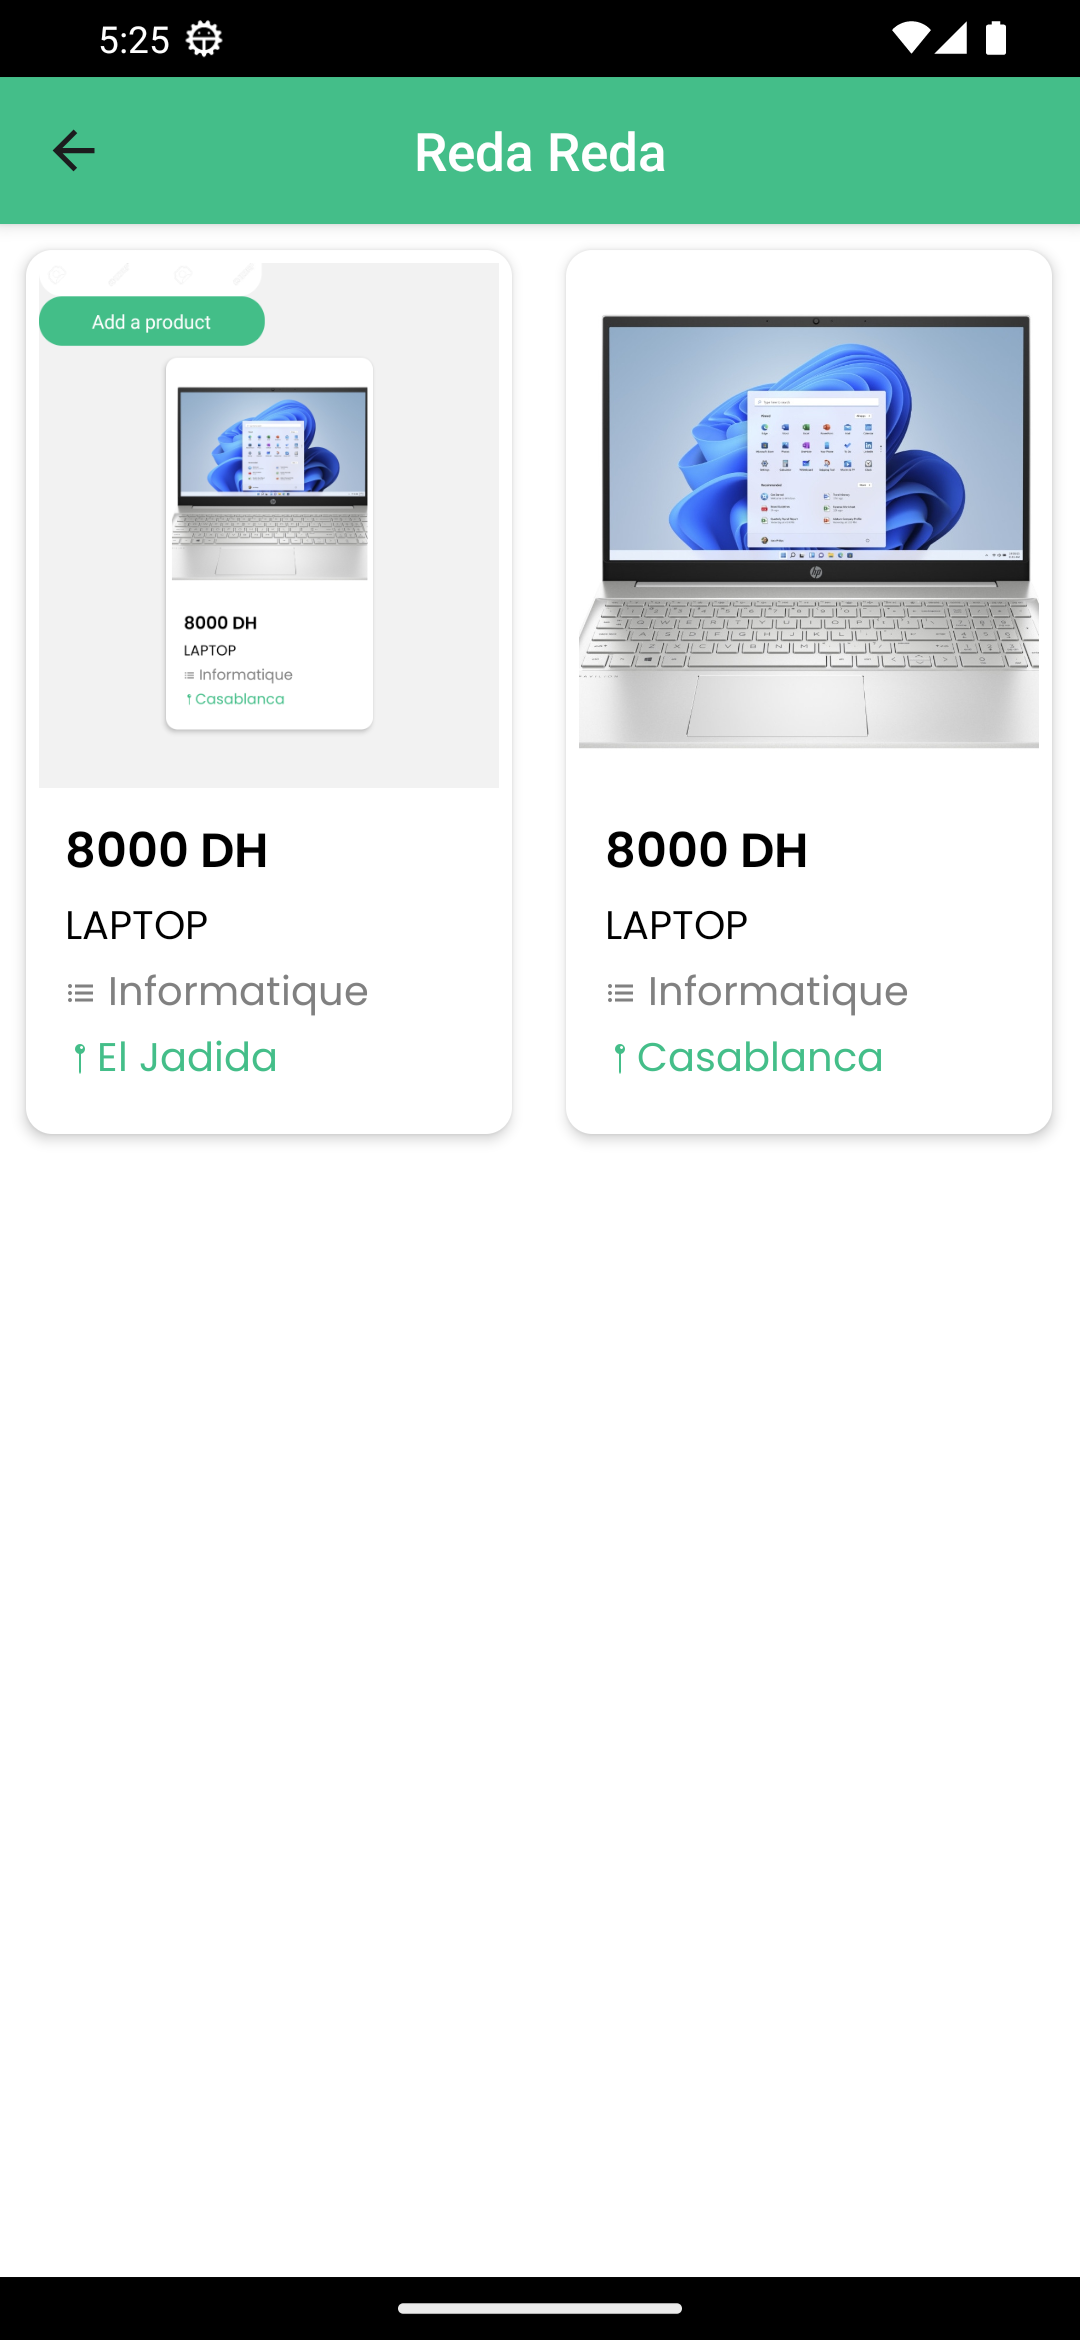 5:25
Reda Reda
Add a product
8000 DH
LAPTOP
Informatique
Casablanca
8000 DH
LAPTOP
Informatique
El Jadida
8000 DH
LAPTOP
Informatique
Casablanca